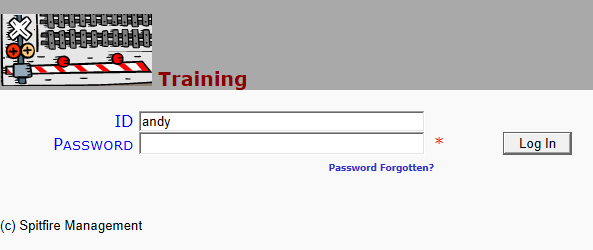 Training
ID andy
PASSWORD * Log In
Password Forgotten?
(c) Spitfire Management